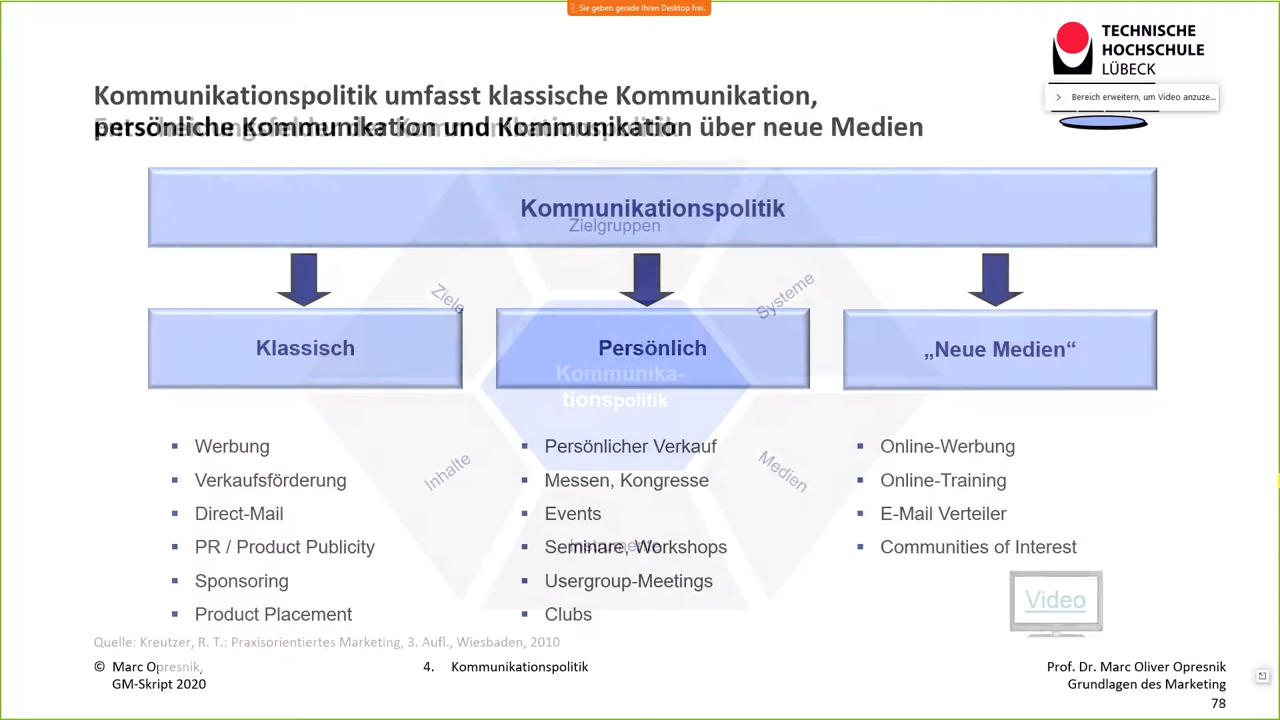 Sie geben gerade Ihren Desktop frei.
TECHNISCHE
HOCHSCHULE
LÜBECK
Bereich erweitern, um Video anzuze...
Kommunikationspolitik umfasst klassische Kommunikation,
persönliche Kommunikation und Kommunikation über neue Medien
Kommunikationspolitik
Zielgruppen
Ziele
Systeme
Klassisch
Persönlich
„Neue Medien“
Kommunika-
tionspolitik
Inhalte
Medien
Werbung
Verkaufsförderung
Direct-Mail
PR / Product Publicity
Sponsoring
Product Placement
Persönlicher Verkauf
Messen, Kongresse
Events
Seminare, Workshops
Usergroup-Meetings
Clubs
Online-Werbung
Online-Training
E-Mail Verteiler
Communities of Interest
Video
Quelle: Kreutzer, R. T.: Praxisorientiertes Marketing, 3. Aufl., Wiesbaden, 2010
© Marc Opresnik,
GM-Skript 2020
4. Kommunikationspolitik
Prof. Dr. Marc Oliver Opresnik
Grundlagen des Marketing
78